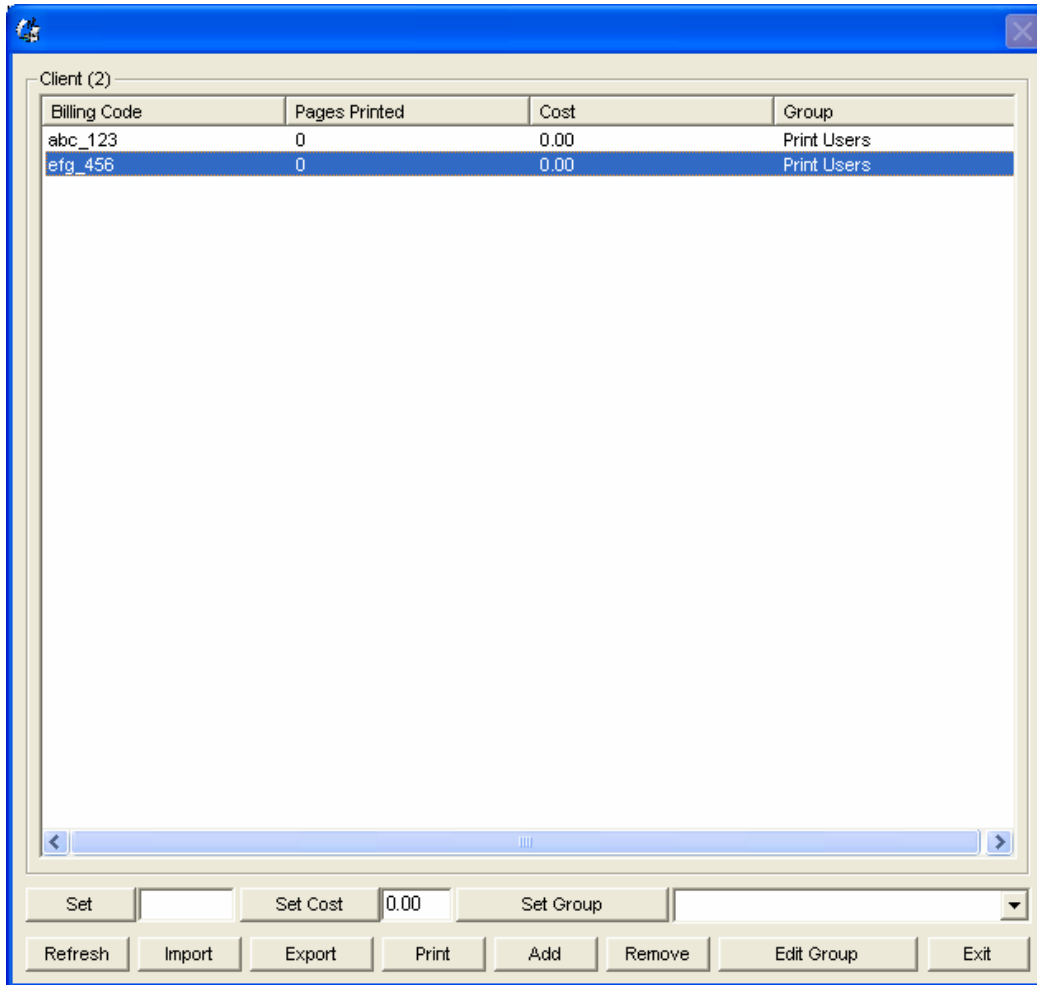 Client (2)
Billing Code Pages Printed Cost Group
abc_123 0 0.00 Print Users
efg_456 0 0.00 Print Users
Set Set Cost 0.00 Set Group
Refresh Import Export Print Add Remove Edit Group Exit